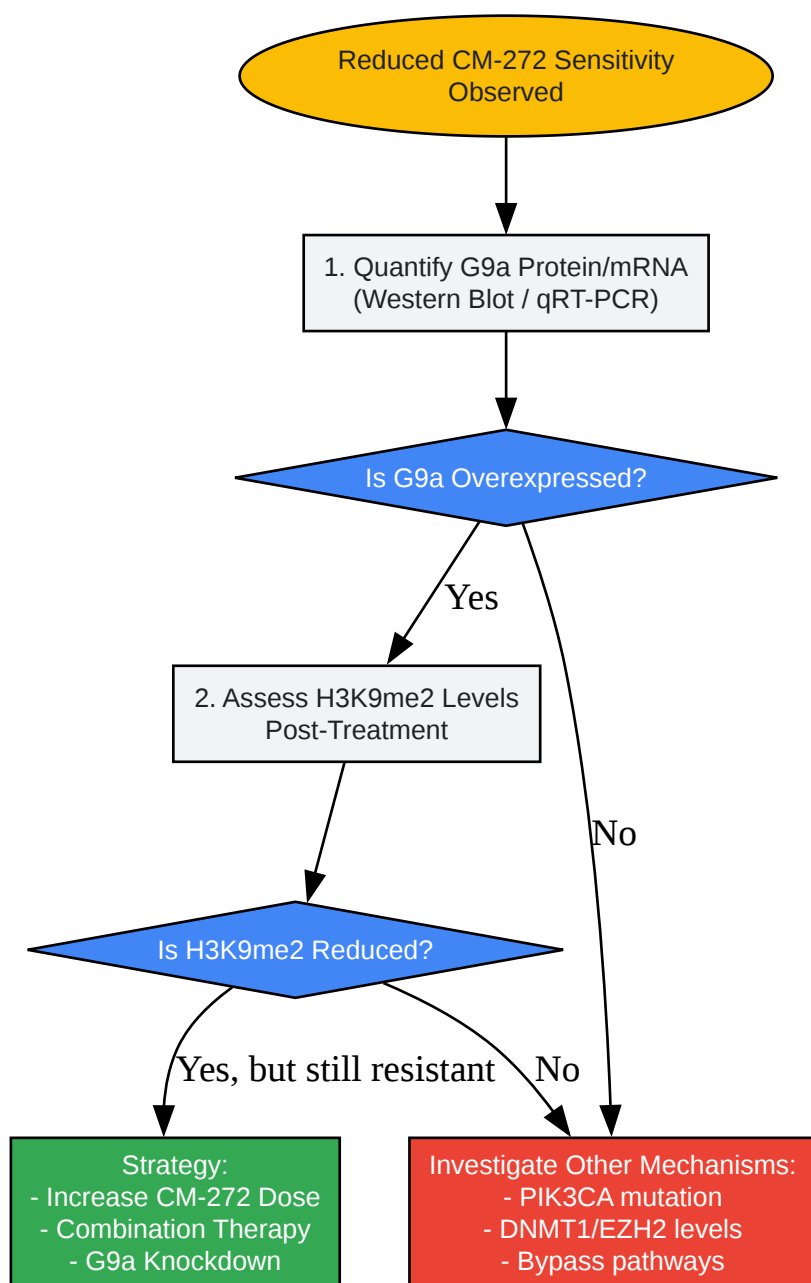 Reduced CM-272 Sensitivity
Observed
1. Quantify G9a Protein/mRNA
(Western Blot / qRT-PCR)
Is G9a Overexpressed?
Yes
2. Assess H3K9me2 Levels
Post-Treatment
No
Is H3K9me2 Reduced?
Yes, but still resistant
No
Strategy:
- Increase CM-272 Dose
- Combination Therapy
- G9a Knockdown
Investigate Other Mechanisms:
- PIK3CA mutation
- DNMT1/EZH2 levels
- Bypass pathways